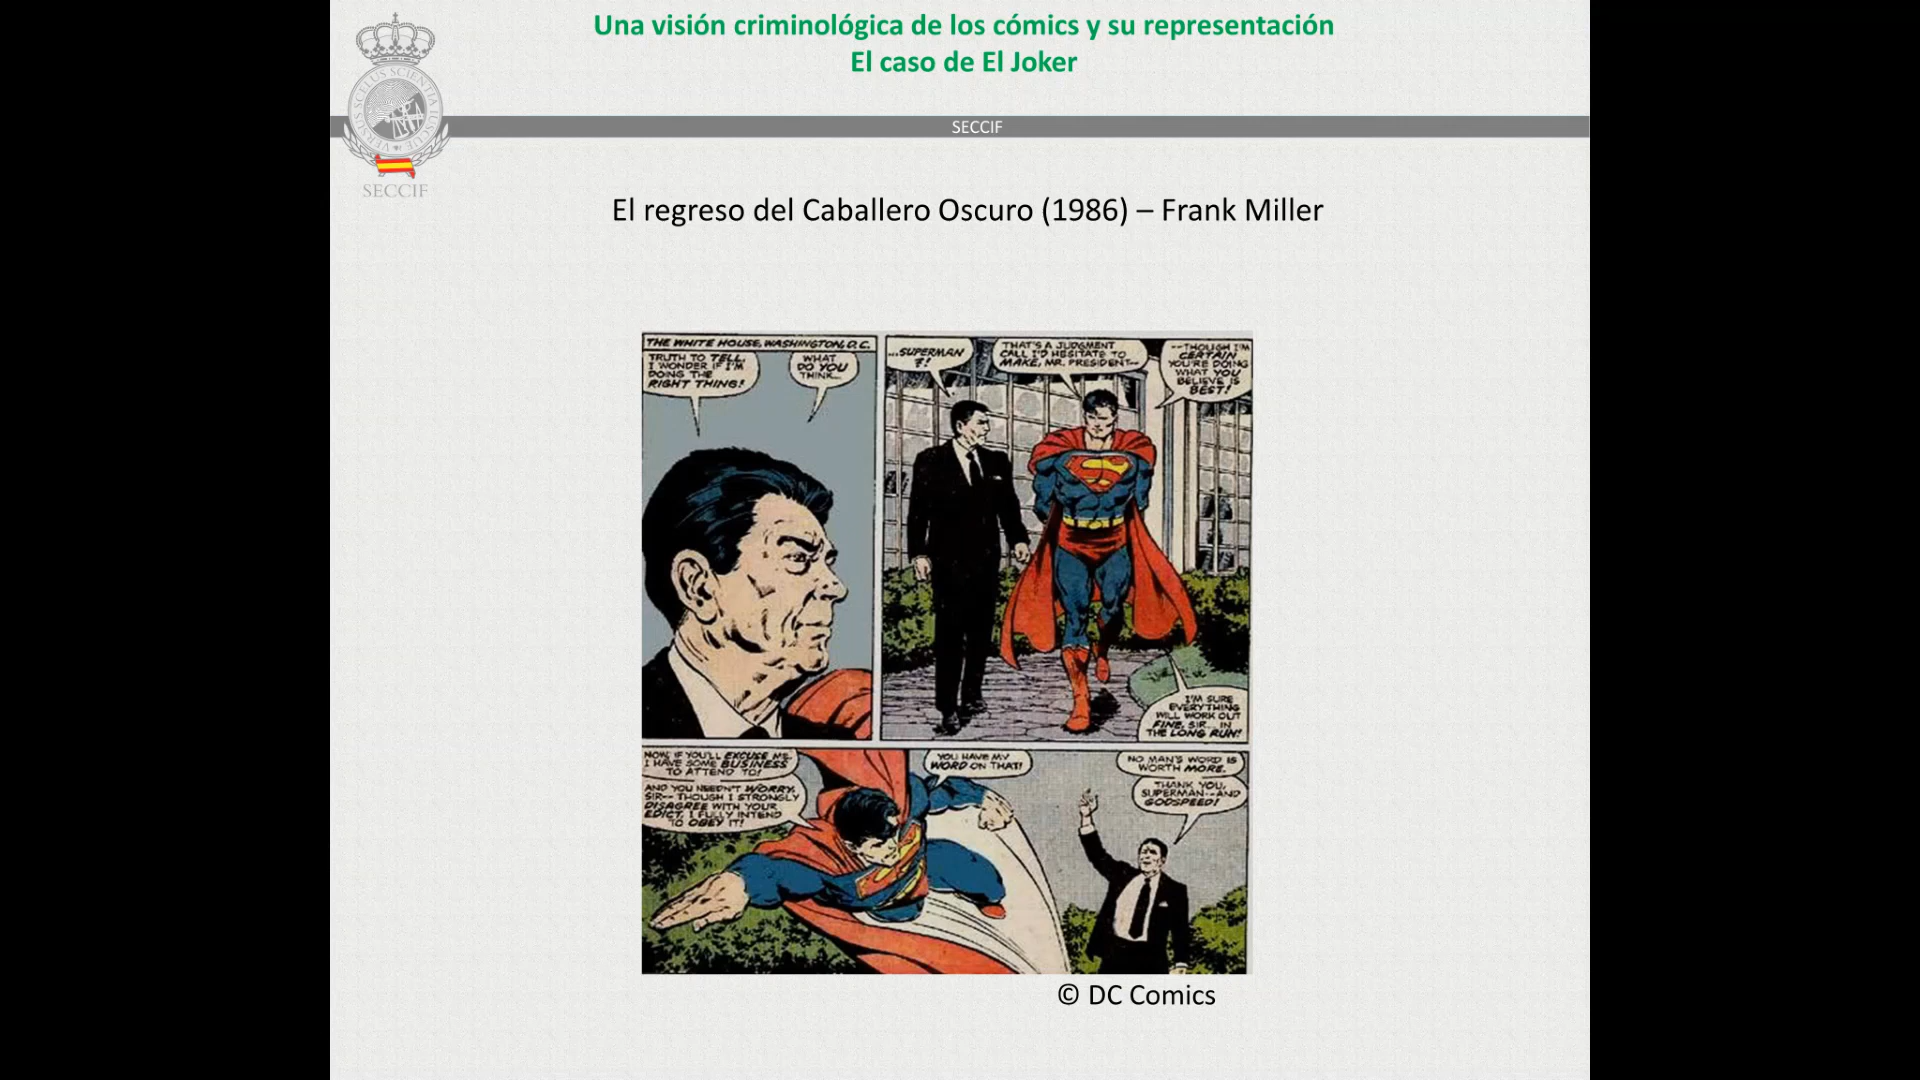 Una visión criminológica de los cómics y su representación
El caso de El Joker
SECCIF
SECCIF
El regreso del Caballero Oscuro (1986) – Frank Miller
THE WHITE HOUSE, WASHINGTON, D.C.
TRUTH TO TELL,
I WONDER IF I'M
DOING THE
RIGHT THING!
WHAT
DO YOU
THINK...
...SUPERMAN
?!
THAT'S A JUDGMENT
CALL I'D HESITATE TO
MAKE, MR. PRESIDENT--
--THOUGH I'M
CERTAIN
YOU'RE DOING
WHAT YOU
BELIEVE IS
BEST!
I'M SURE
EVERYTHING
WILL WORK OUT
FINE, SIR... IN
THE LONG RUN!
NOW, IF YOU'LL EXCUSE ME,
I HAVE SOME BUSINESS
TO ATTEND TO!
AND YOU NEEDN'T WORRY,
SIR-- THOUGH I STRONGLY
DISAGREE WITH YOUR
EDICT, I FULLY INTEND
TO OBEY IT!
YOU HAVE MY
WORD ON THAT!
NO MAN'S WORD IS
WORTH MORE.
THANK YOU,
SUPERMAN--AND
GODSPEED!
© DC Comics